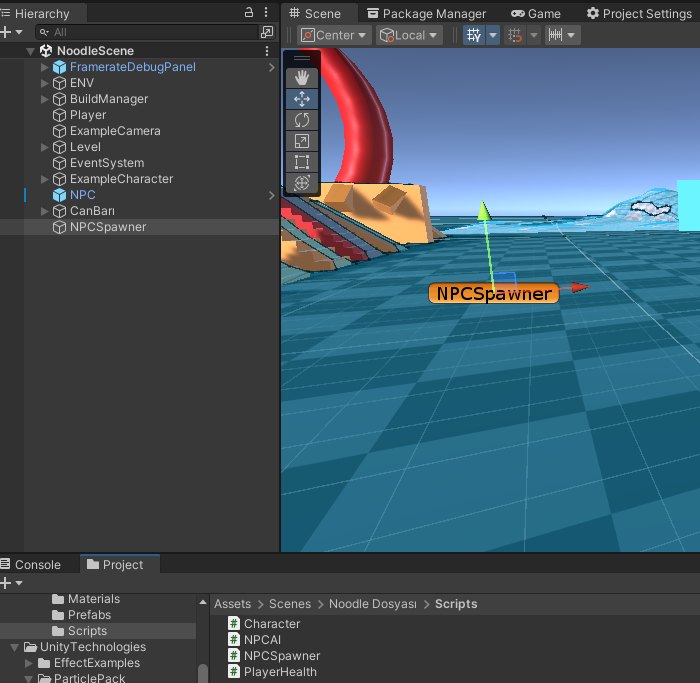 Hierarchy
All
NoodleScene
FramerateDebugPanel
ENV
BuildManager
Player
ExampleCamera
Level
EventSystem
ExampleCharacter
NPC
CanBarı
NPCSpawner
Scene Package Manager Game Project Settings
Center Local
NPCSpawner
Console Project
Materials
Prefabs
Scripts
UnityTechnologies
EffectExamples
ParticlePack
Assets > Scenes > Noodle Dosyası > Scripts
Character
NPCAI
NPCSpawner
PlayerHealth